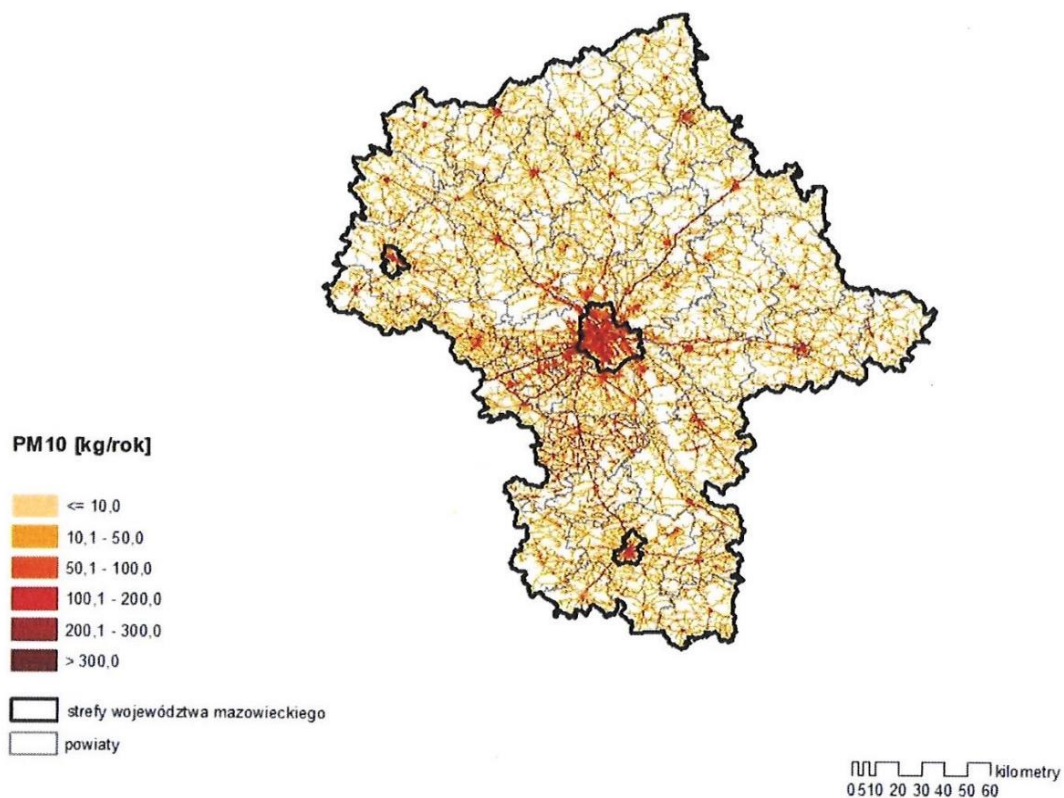 PM10 [kg/rok]
<= 10,0
10,1 - 50,0
50,1 - 100,0
100,1 - 200,0
200,1 - 300,0
> 300,0
strefy województwa mazowieckiego
powiaty
kilometry
0 5 10 20 30 40 50 60